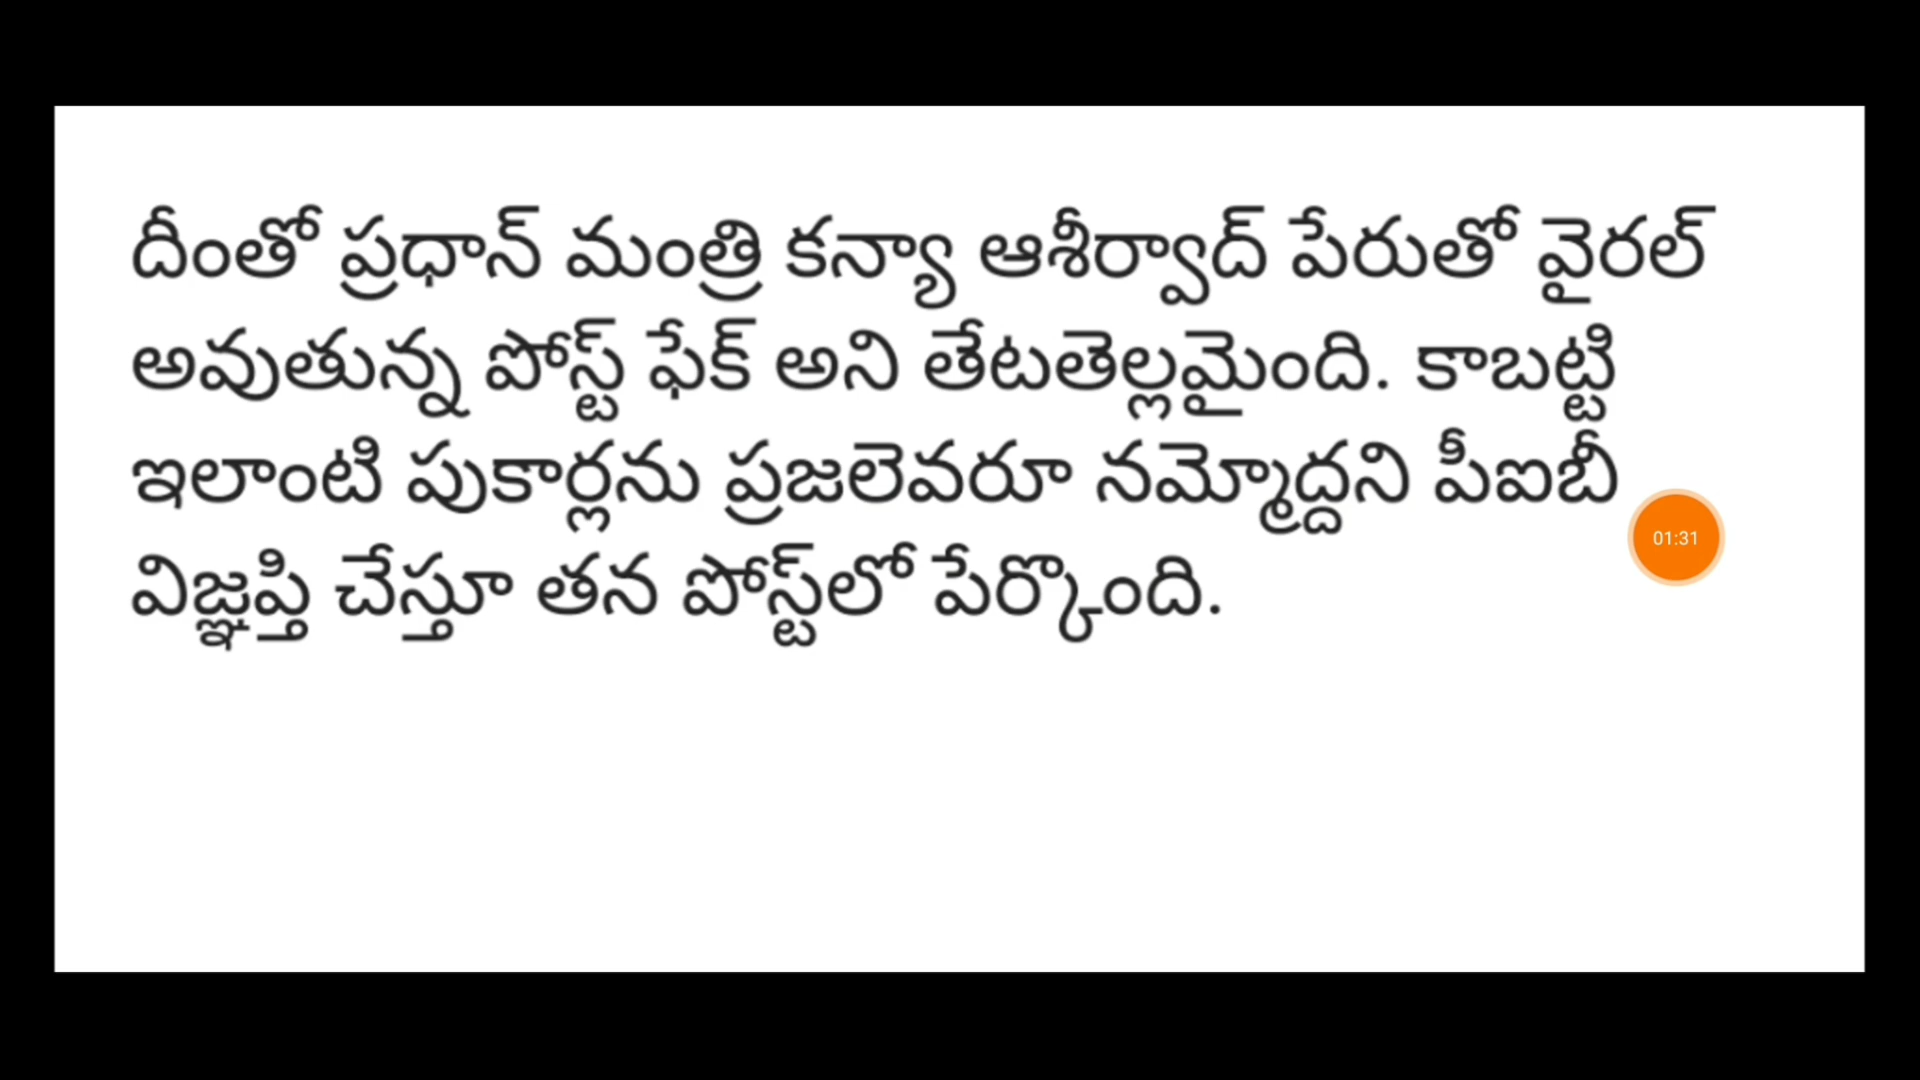 దీంతో ప్రధాన్ మంత్రి కన్యా ఆశీర్వాద్ పేరుతో వైరల్
అవుతున్న పోస్ట్ ఫేక్ అని తేటతెల్లమైంది. కాబట్టి
ఇలాంటి పుకార్లను ప్రజలెవరూ నమ్మోద్దని పీఐబీ
01:31
విజ్ఞప్తి చేస్తూ తన పోస్ట్‌లో పేర్కొంది.